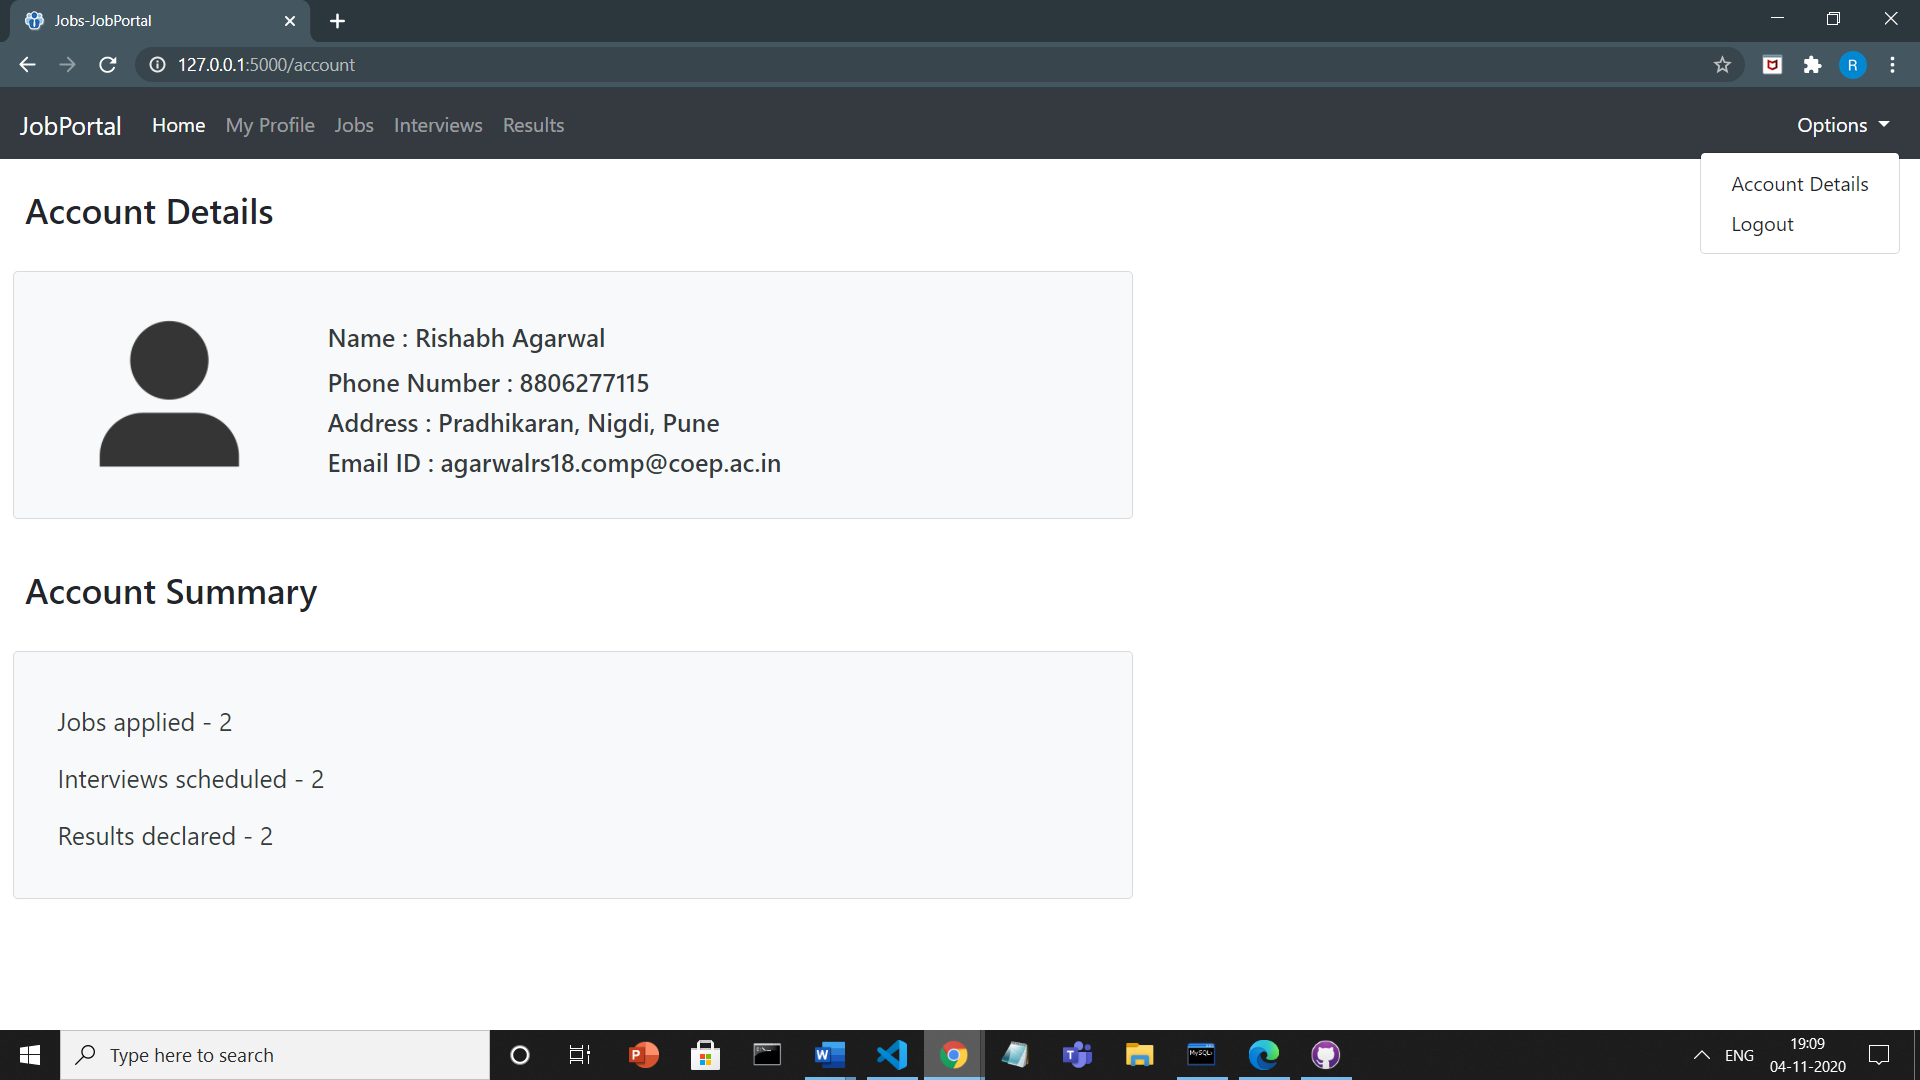 Jobs-JobPortal
127.0.0.1:5000/account
R
JobPortal Home My Profile Jobs Interviews Results Options
Account Details
Logout
Account Details
Name : Rishabh Agarwal
Phone Number : 8806277115
Address : Pradhikaran, Nigdi, Pune
Email ID : agarwalrs18.comp@coep.ac.in
Account Summary
Jobs applied - 2
Interviews scheduled - 2
Results declared - 2
Type here to search
ENG
19:09
04-11-2020